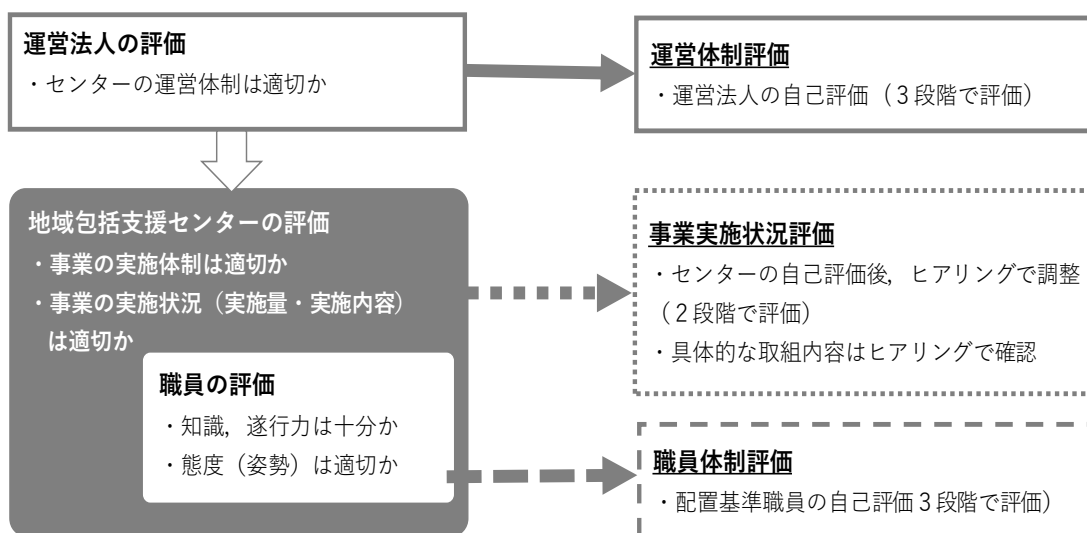 運営法人の評価
・センターの運営体制は適切か
運営体制評価
・運営法人の自己評価（３段階で評価）
地域包括支援センターの評価
・事業の実施体制は適切か
・事業の実施状況（実施量・実施内容）
は適切か
事業実施状況評価
・センターの自己評価後，ヒアリングで調整
（２段階で評価）
・具体的な取組内容はヒアリングで確認
職員の評価
・知識，遂行力は十分か
・態度（姿勢）は適切か
職員体制評価
・配置基準職員の自己評価３段階で評価）